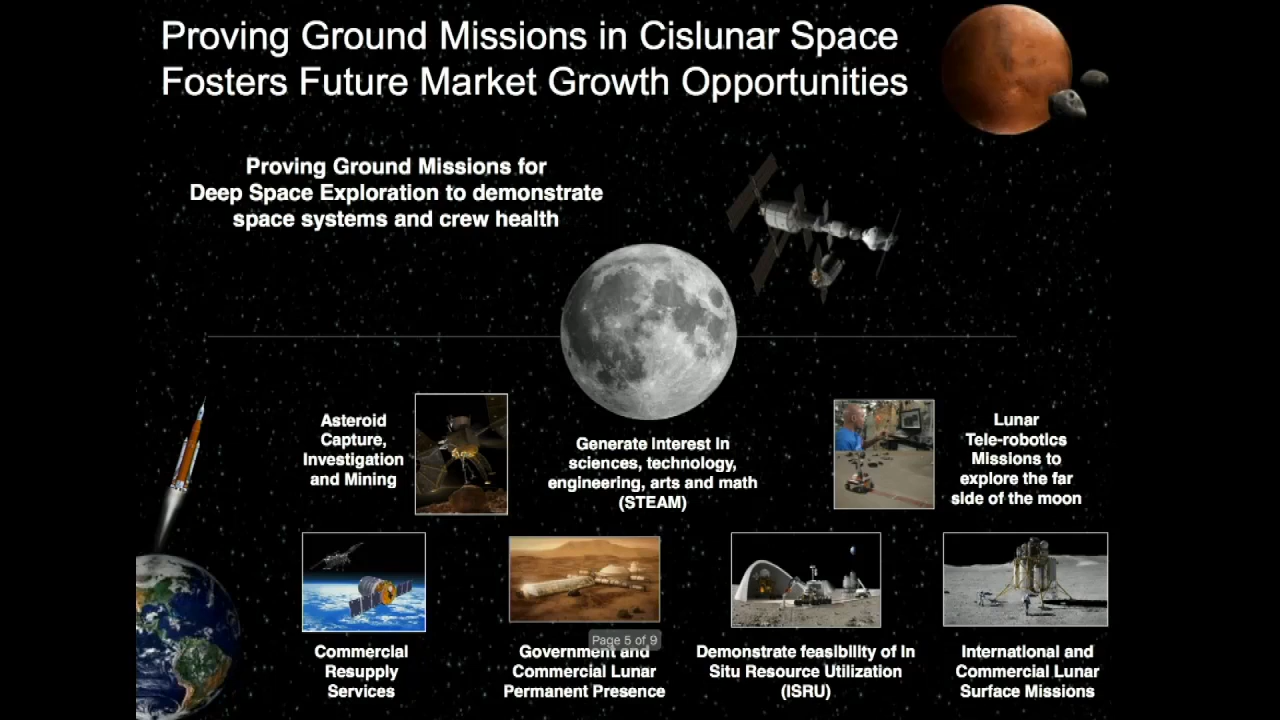 Proving Ground Missions in Cislunar Space
Fosters Future Market Growth Opportunities
Proving Ground Missions for
Deep Space Exploration to demonstrate
space systems and crew health
Asteroid
Capture,
Investigation
and Mining
Generate interest in
sciences, technology,
engineering, arts and math
(STEAM)
Lunar
Tele-robotics
Missions to
explore the far
side of the moon
Commercial
Resupply
Services
Page 5 of 9
Government and
Commercial Lunar
Permanent Presence
Demonstrate feasibility of In
Situ Resource Utilization
(ISRU)
International and
Commercial Lunar
Surface Missions